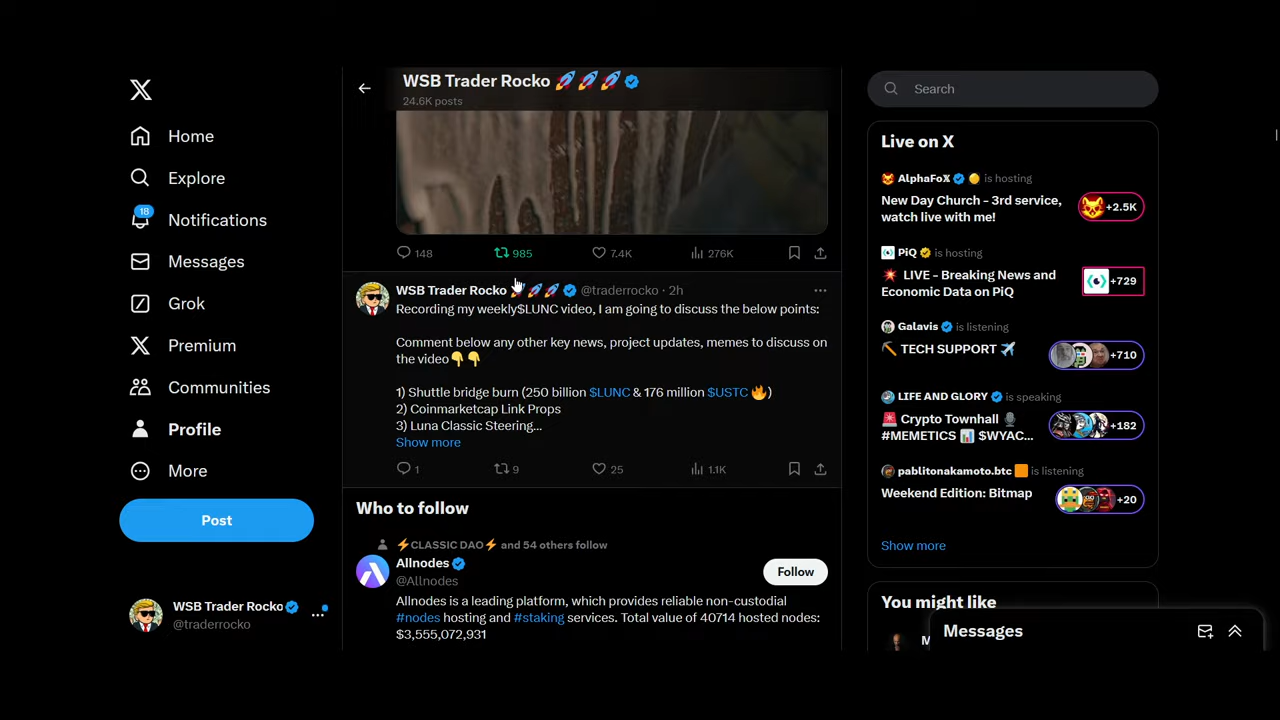 Home
Explore
18
Notifications
Messages
Grok
Premium
Communities
Profile
More
Post
WSB Trader Rocko 🚀🚀🚀
24.6K posts
148
985
7.4K
276K
WSB Trader Rocko 🚀🚀🚀 @traderrocko · 2h
Recording my weekly$LUNC video, I am going to discuss the below points:
Comment below any other key news, project updates, memes to discuss on
the video👇👇
1) Shuttle bridge burn (250 billion $LUNC & 176 million $USTC 🔥)
2) Coinmarketcap Link Props
3) Luna Classic Steering...
Show more
1
9
25
1.1K
Who to follow
⚡CLASSIC DAO⚡ and 54 others follow
Allnodes
@Allnodes
Follow
Allnodes is a leading platform, which provides reliable non-custodial
#nodes hosting and #staking services. Total value of 40714 hosted nodes:
$3,555,072,931
WSB Trader Rocko
@traderrocko
Search
Live on X
AlphaFoX is hosting
New Day Church - 3rd service,
watch live with me!
+2.5K
PiQ is hosting
💥 LIVE - Breaking News and
Economic Data on PiQ
+729
Galavis is listening
⛏️ TECH SUPPORT ✈️
+710
LIFE AND GLORY is speaking
🚨 Crypto Townhall 🎙️
#MEMETICS 📊 $WYAC...
+182
pablitonakamoto.btc 🟧 is listening
Weekend Edition: Bitmap
+20
Show more
You might like
Messages